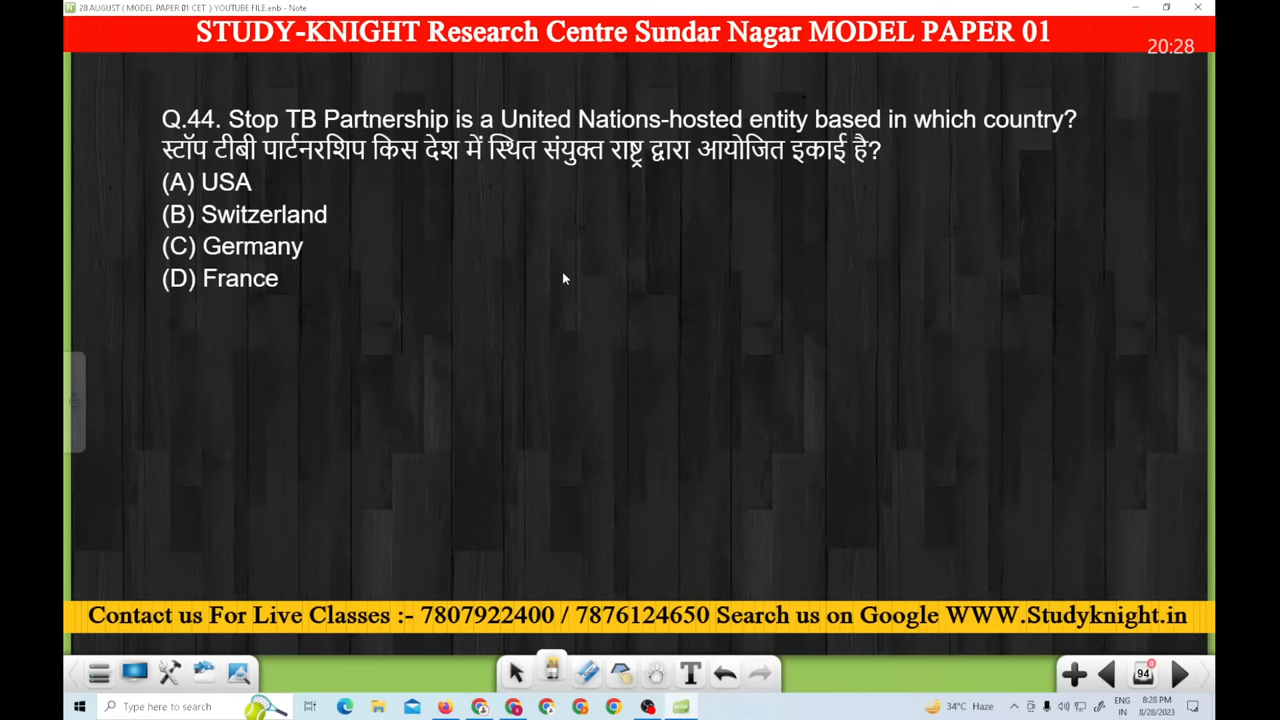 28 AUGUST ( MODEL PAPER 01 CET ) YOUTUBE FILE.enb - Note
STUDY-KNIGHT Research Centre Sundar Nagar MODEL PAPER 01
20:28
Q.44. Stop TB Partnership is a United Nations-hosted entity based in which country?
स्टॉप टीबी पार्टनरशिप किस देश में स्थित संयुक्त राष्ट्र द्वारा आयोजित इकाई है?
(A) USA
(B) Switzerland
(C) Germany
(D) France
Contact us For Live Classes :- 7807922400 / 7876124650 Search us on Google WWW.Studyknight.in
T
94
Type here to search
34°C Haze
ENG
IN
8:28 PM
8/28/2023